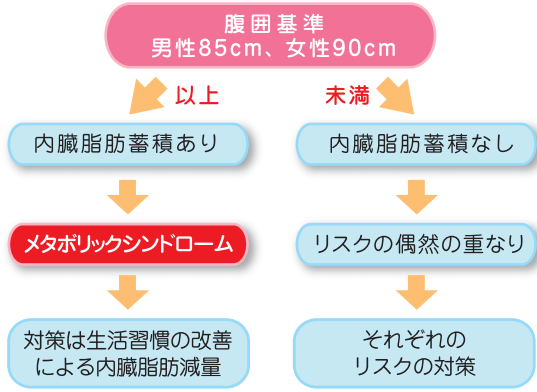 腹囲基準
男性85cm、女性90cm
以上
未満
内臓脂肪蓄積あり
内臓脂肪蓄積なし
メタボリックシンドローム
リスクの偶然の重なり
対策は生活習慣の改善
による内臓脂肪減量
それぞれの
リスクの対策